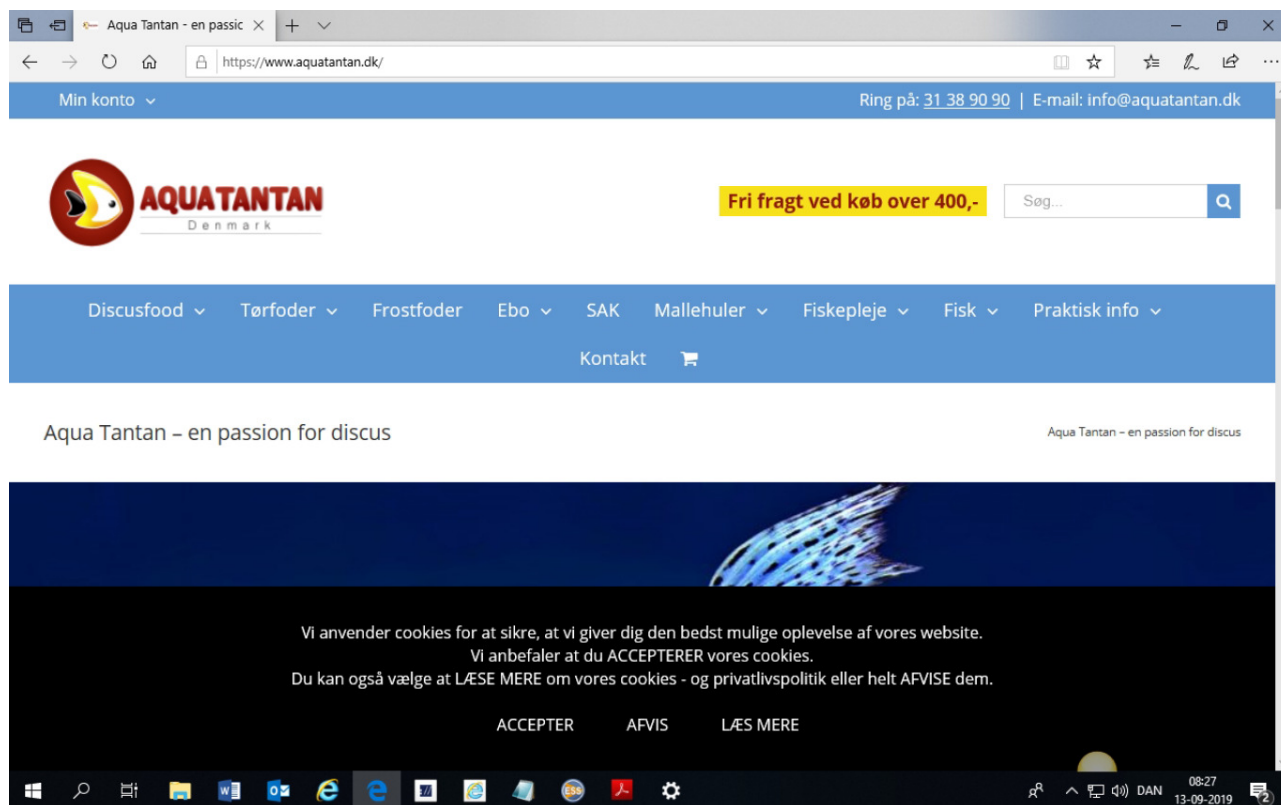 Aqua Tantan - en passic
https://www.aquatantan.dk/
Min konto
Ring på: 31 38 90 90 | E-mail: info@aquatantan.dk
AQUATANTAN
Denmark
Fri fragt ved køb over 400,-
Søg...
Discusfood Tørfoder Frostfoder Ebo SAK Mallehuler Fiskepleje Fisk Praktisk info
Kontakt
Aqua Tantan – en passion for discus
Aqua Tantan – en passion for discus
Vi anvender cookies for at sikre, at vi giver dig den bedst mulige oplevelse af vores website.
Vi anbefaler at du ACCEPTERER vores cookies.
Du kan også vælge at LÆSE MERE om vores cookies - og privatlivspolitik eller helt AFVISE dem.
ACCEPTER AFVIS LÆS MERE
ESS
DAN
08:27
13-09-2019
2